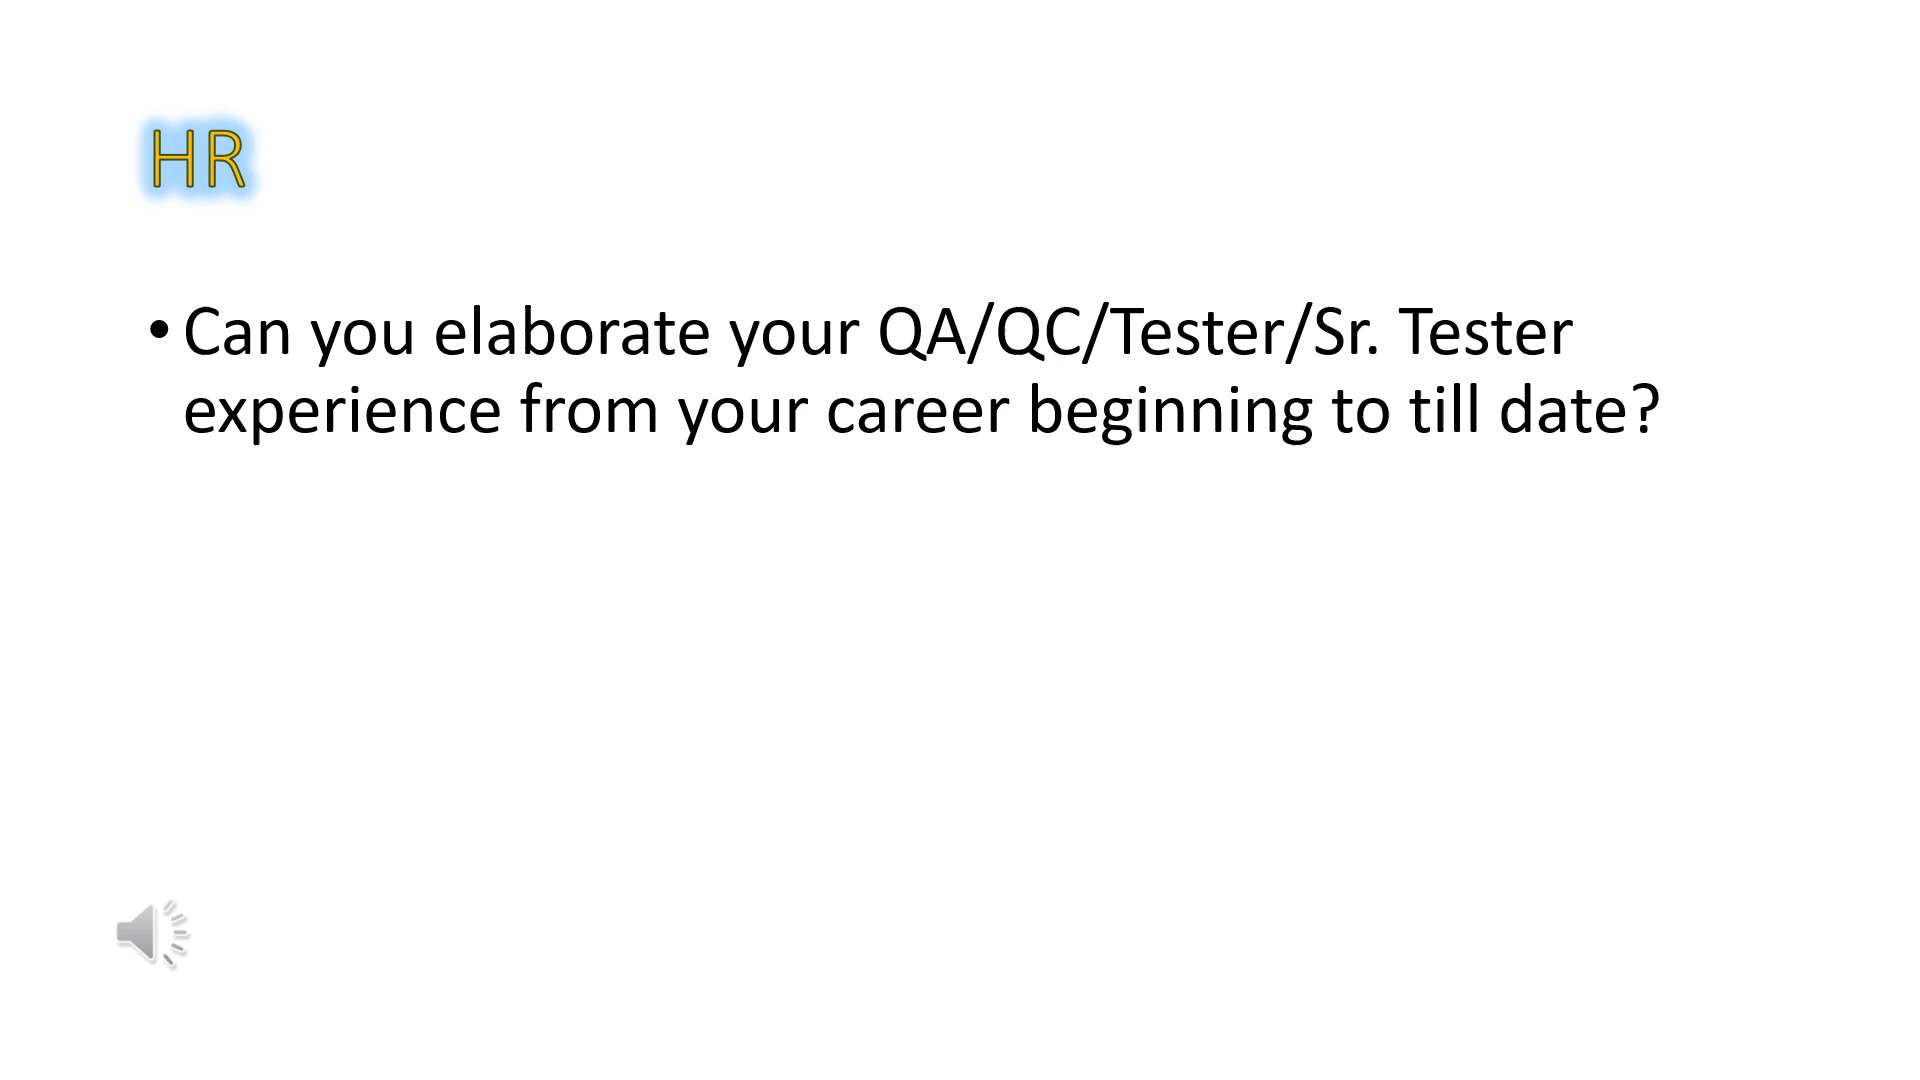 HR
• Can you elaborate your QA/QC/Tester/Sr. Tester
experience from your career beginning to till date?